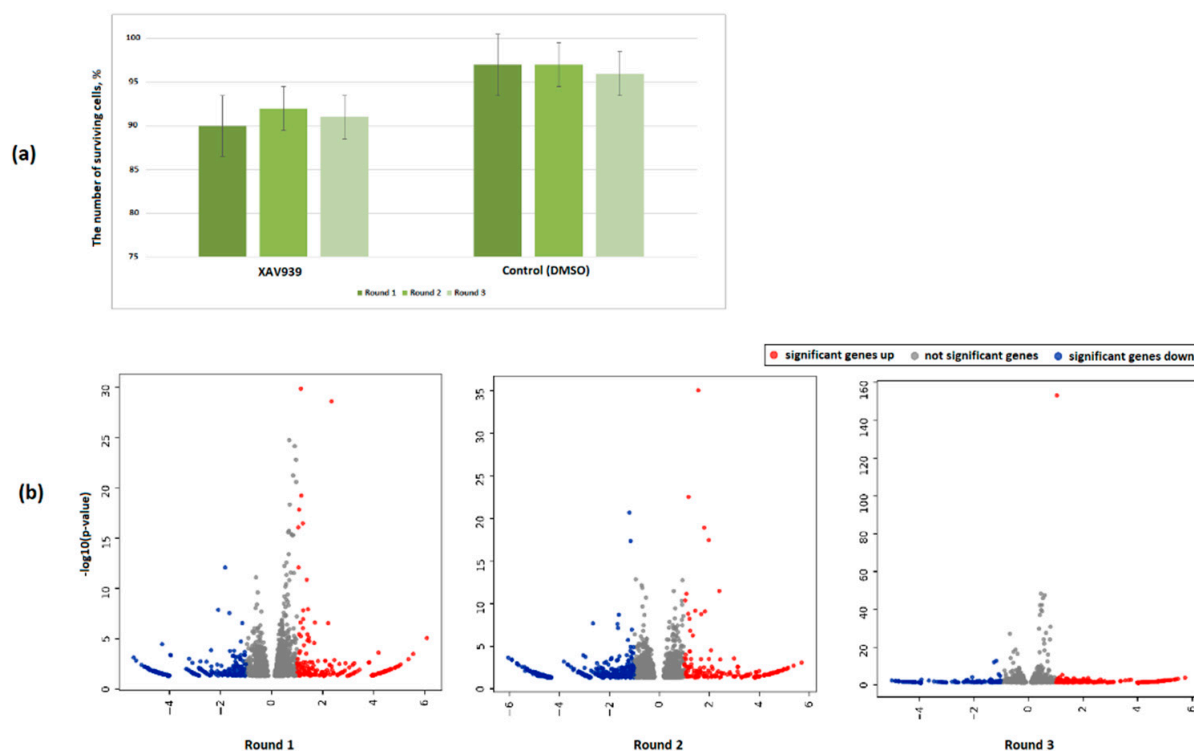 (a)
The number of surviving cells, %
100
95
90
85
80
75
XAV939
Control (DMSO)
Round 1 Round 2 Round 3
significant genes up not significant genes significant genes down
(b)
-log10(p-value)
30
25
20
15
10
5
0
−4 −2 0 2 4 6
Round 1
35
30
25
20
15
10
5
0
−6 −4 −2 0 2 4 6
Round 2
160
140
120
100
80
60
40
20
0
−4 −2 0 2 4 6
Round 3